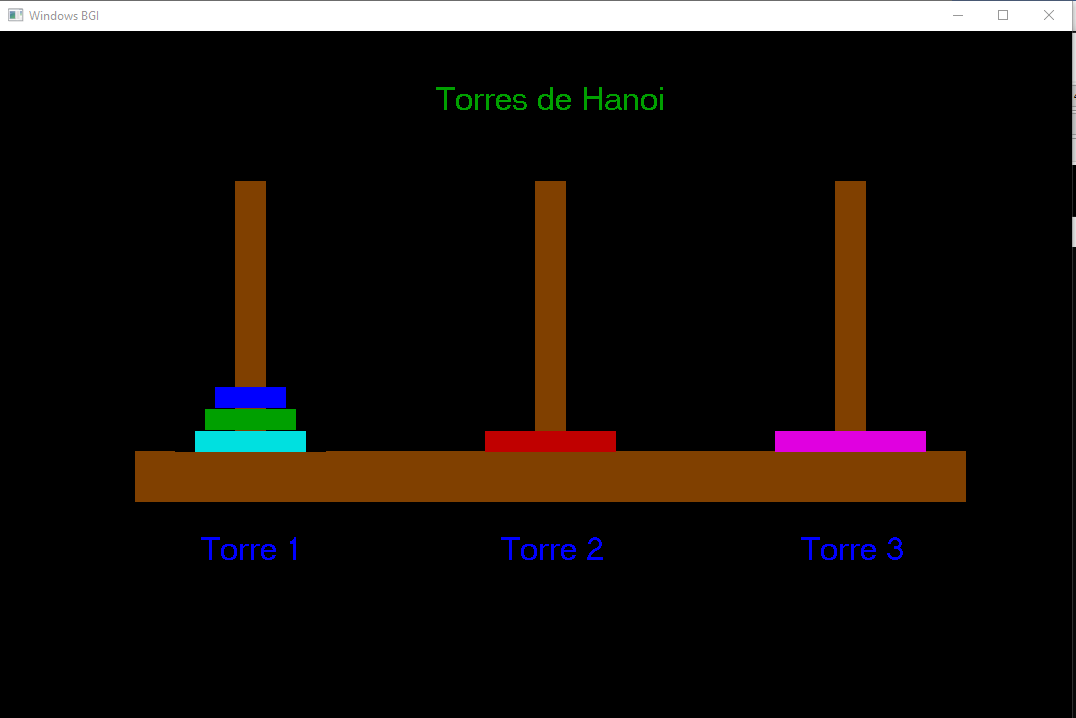 Windows BGI
Torres de Hanoi
Torre 1
Torre 2
Torre 3